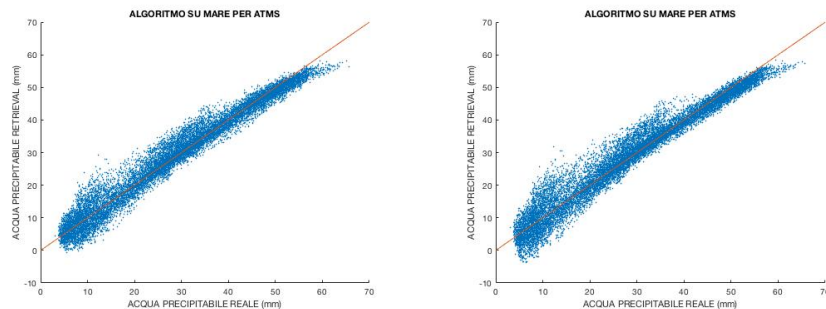 ALGORITMO SU MARE PER ATMS
70
60
50
40
30
20
10
0
-10
ACQUA PRECIPITABILE RETRIEVAL (mm)
0 10 20 30 40 50 60 70
ACQUA PRECIPITABILE REALE (mm)
ALGORITMO SU MARE PER ATMS
70
60
50
40
30
20
10
0
-10
ACQUA PRECIPITABILE RETRIEVAL (mm)
0 10 20 30 40 50 60 70
ACQUA PRECIPITABILE REALE (mm)